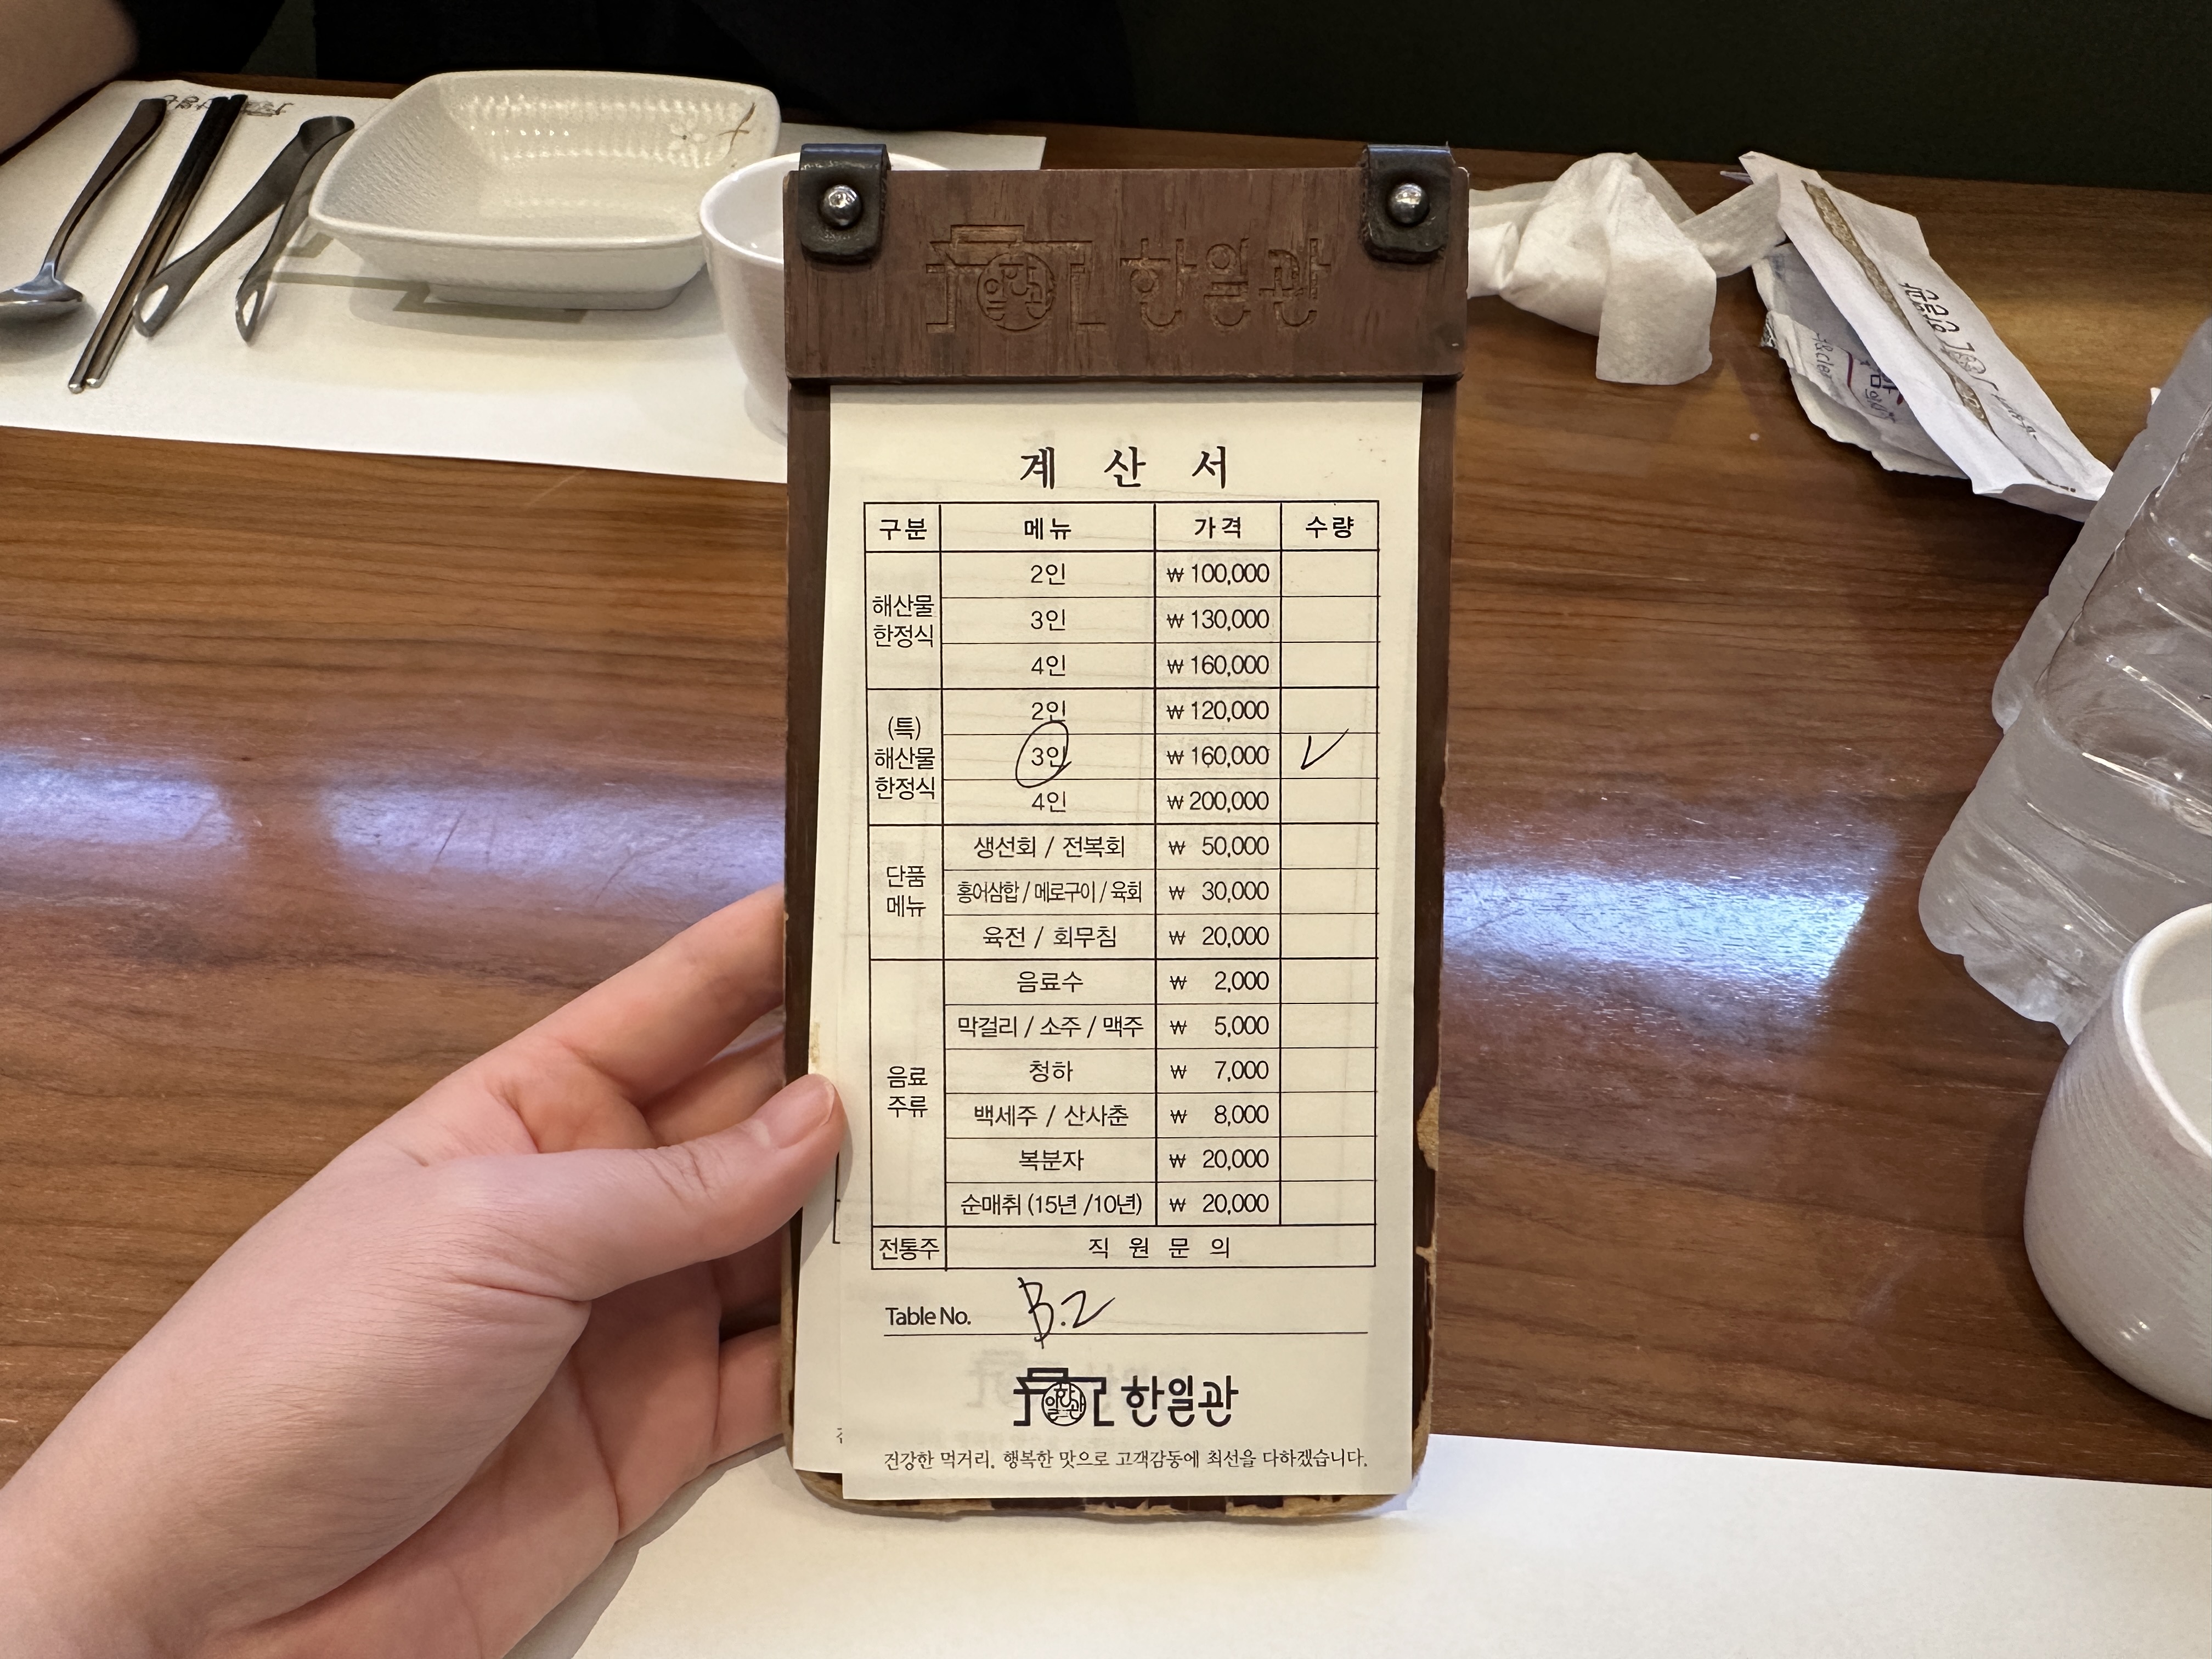 한일관
계 산 서
구분 메뉴 가격 수량
해산물 한정식 2인 ₩ 100,000
3인 ₩ 130,000
4인 ₩ 160,000
(특) 해산물 한정식 2인 ₩ 120,000
3인 ₩ 160,000 ✓
4인 ₩ 200,000
단품 메뉴 생선회 / 전복회 ₩ 50,000
홍어삼합 / 메로구이 / 육회 ₩ 30,000
육전 / 회무침 ₩ 20,000
음료 주류 음료수 ₩ 2,000
막걸리 / 소주 / 맥주 ₩ 5,000
청하 ₩ 7,000
백세주 / 산사춘 ₩ 8,000
복분자 ₩ 20,000
순매취 (15년 /10년) ₩ 20,000
전통주 직 원 문 의
Table No. B.2
한일관 한일관
건강한 먹거리. 행복한 맛으로 고객감동에 최선을 다하겠습니다.